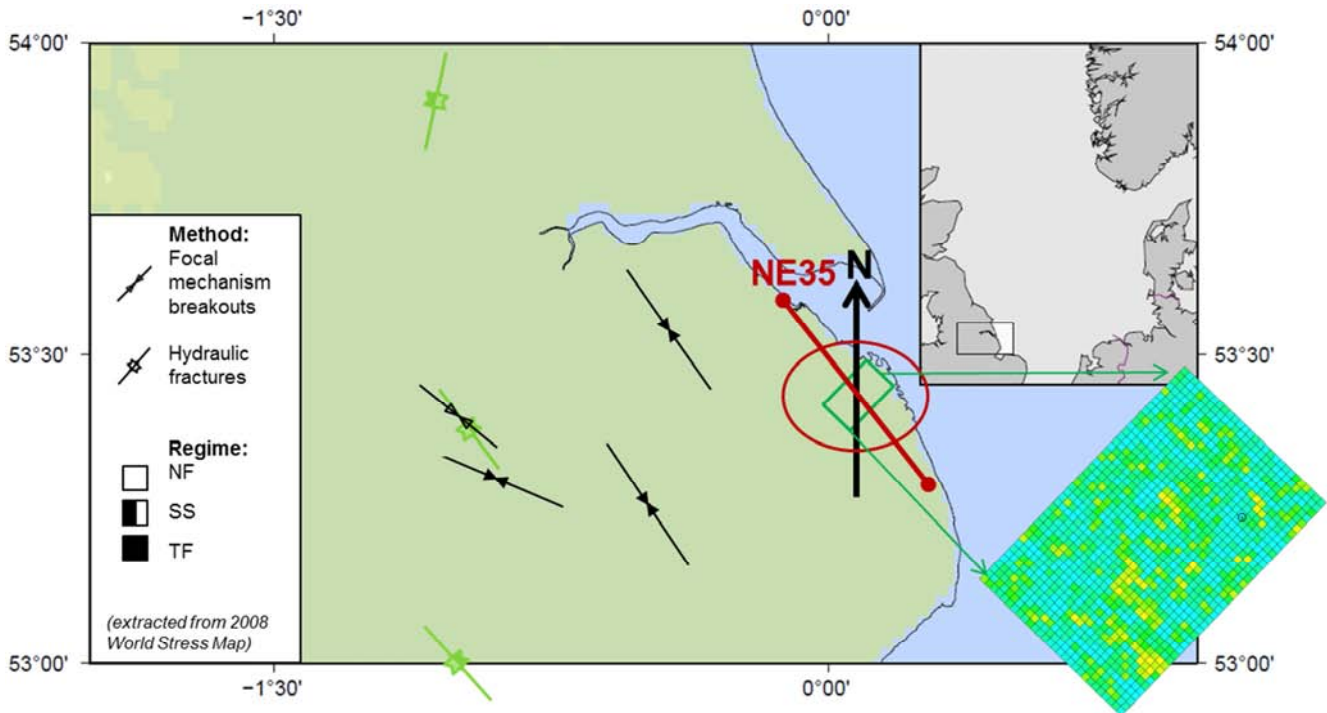 −1°30' 0°00'
54°00' 54°00'
Method:
Focal
mechanism
breakouts
Hydraulic
fractures
Regime:
NF
SS
TF
(extracted from 2008
World Stress Map)
NE35 N
53°30' 53°30'
53°00' 53°00'
−1°30' 0°00'